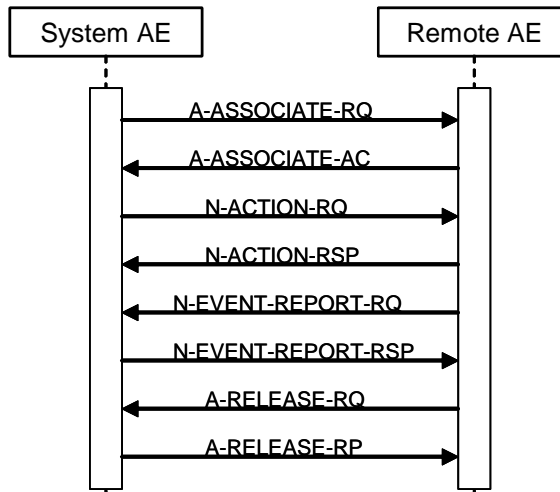 System AE
Remote AE
A-ASSOCIATE-RQ
A-ASSOCIATE-AC
N-ACTION-RQ
N-ACTION-RSP
N-EVENT-REPORT-RQ
N-EVENT-REPORT-RSP
A-RELEASE-RQ
A-RELEASE-RP